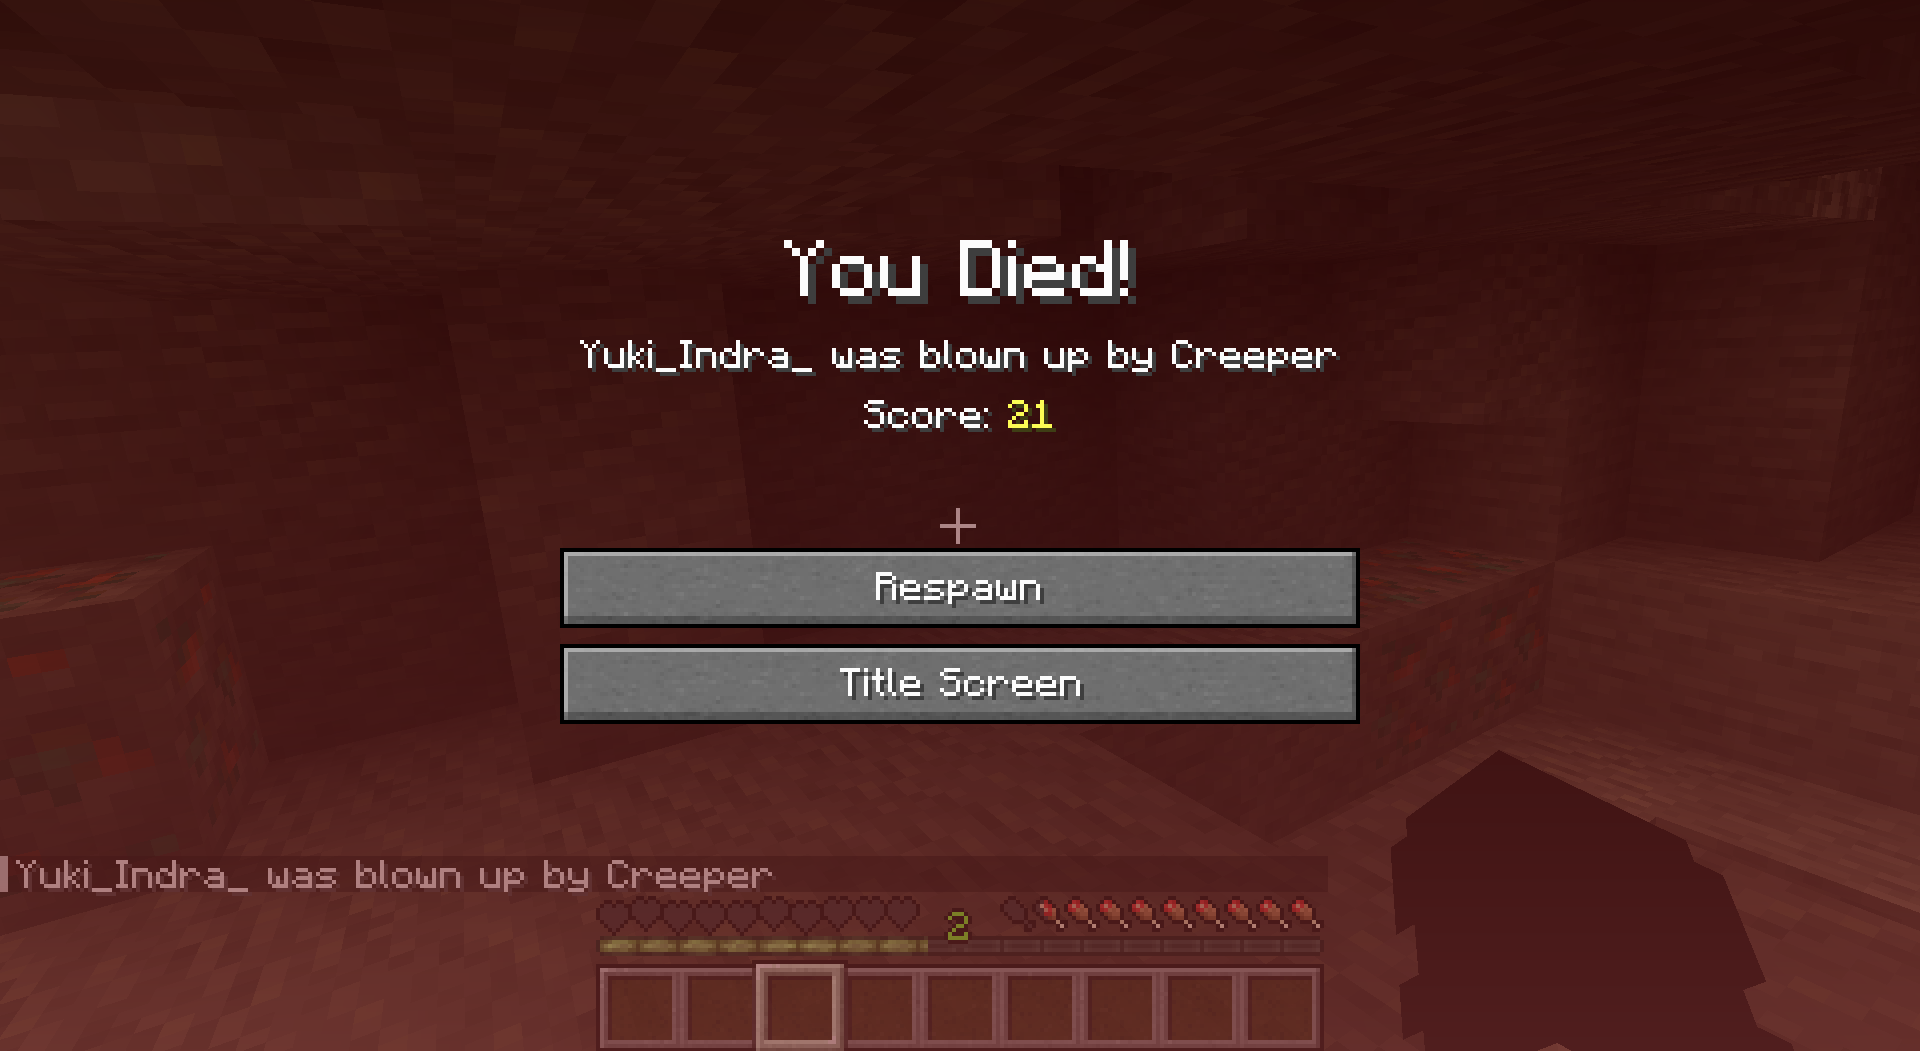 You Died!
Yuki_Indra_ was blown up by Creeper
Score: 21
Respawn
Title Screen
Yuki_Indra_ was blown up by Creeper
2